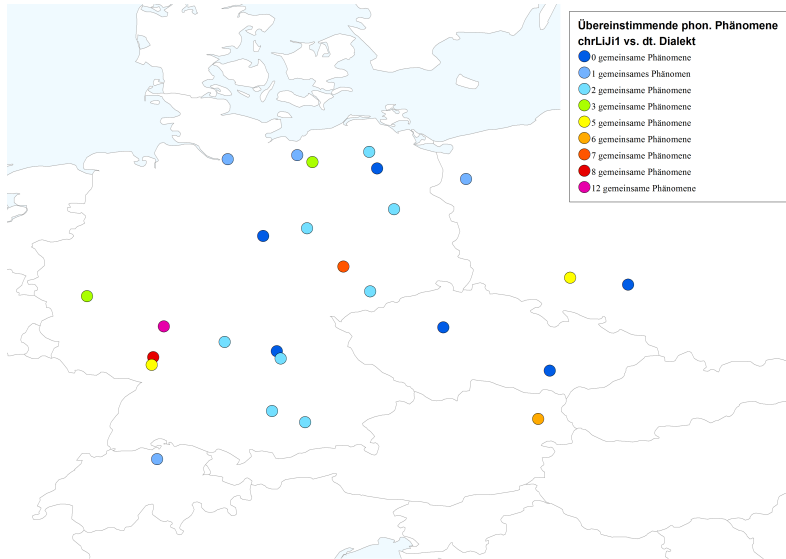 Übereinstimmende phon. Phänomene
chrLiJi1 vs. dt. Dialekt
0 gemeinsame Phänomene
1 gemeinsames Phänomen
2 gemeinsame Phänomene
3 gemeinsame Phänomene
5 gemeinsame Phänomene
6 gemeinsame Phänomene
7 gemeinsame Phänomene
8 gemeinsame Phänomene
12 gemeinsame Phänomene